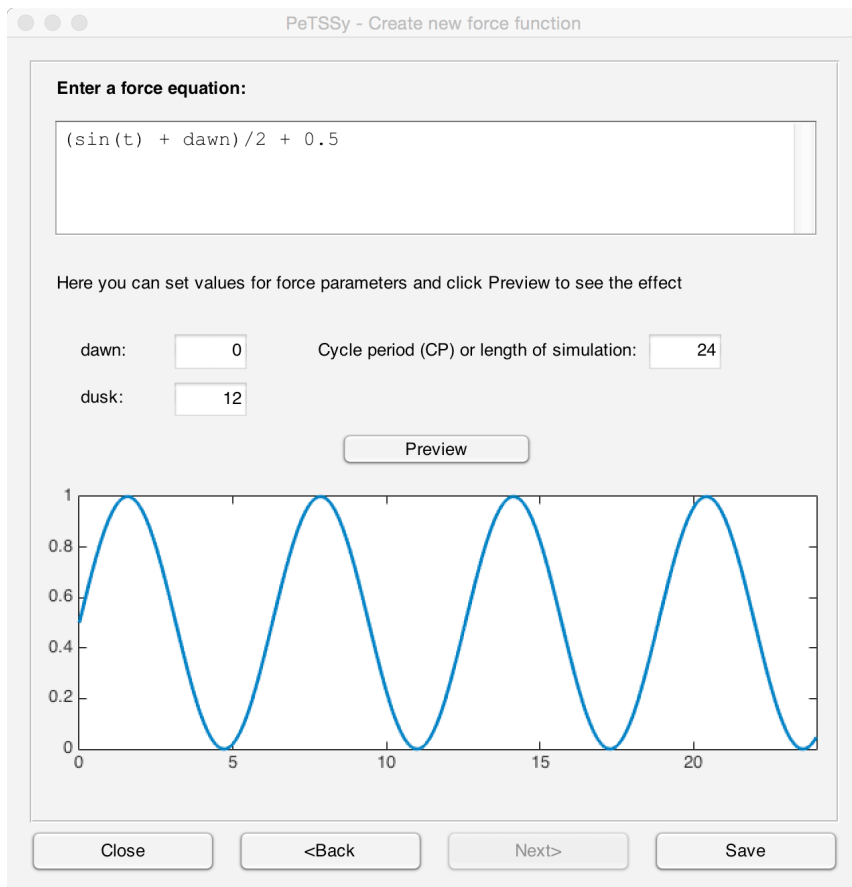 PeTSSy - Create new force function
Enter a force equation:
(sin(t) + dawn)/2 + 0.5
Here you can set values for force parameters and click Preview to see the effect
dawn: 0 Cycle period (CP) or length of simulation: 24
dusk: 12
Preview
1
0.8
0.6
0.4
0.2
0
0 5 10 15 20
Close <Back Next> Save